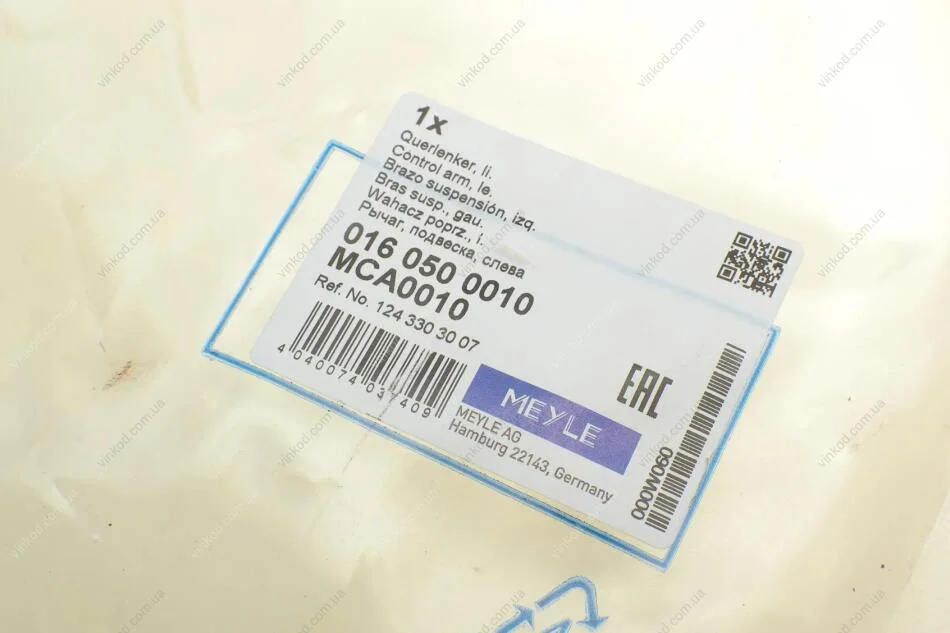 1x
Querlenker, li.
Control arm, le.
Brazo suspensión, izq.
Bras susp., gau.
Wahacz poprz., l.
Рычаг, подвеска, слева
016 050 0010
MCA0010
Ref. No. 124 330 30 07
4 040074 037409
MEYLE
MEYLE AG
Hamburg 22143, Germany
EAC
000W060
vinkod.com.ua